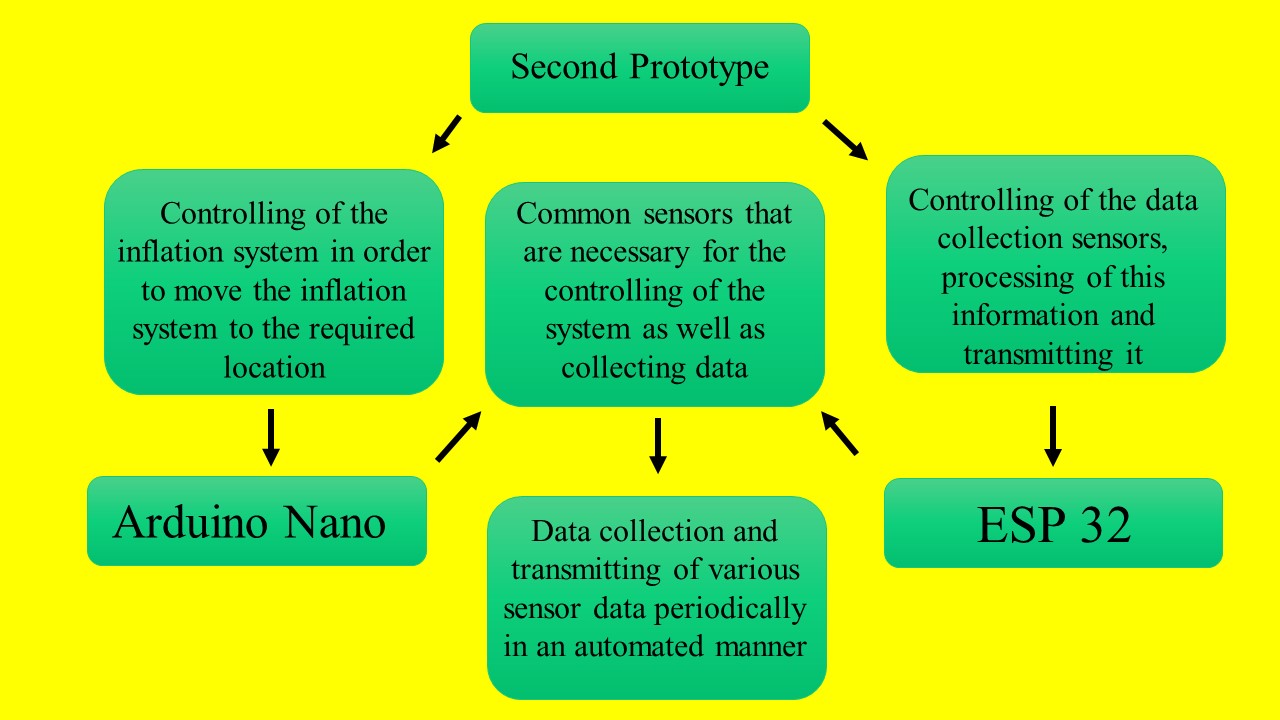 Second Prototype
Controlling of the
inflation system in order
to move the inflation
system to the required
location
Common sensors that
are necessary for the
controlling of the
system as well as
collecting data
Controlling of the data
collection sensors,
processing of this
information and
transmitting it
Arduino Nano
Data collection and
transmitting of various
sensor data periodically
in an automated manner
ESP 32